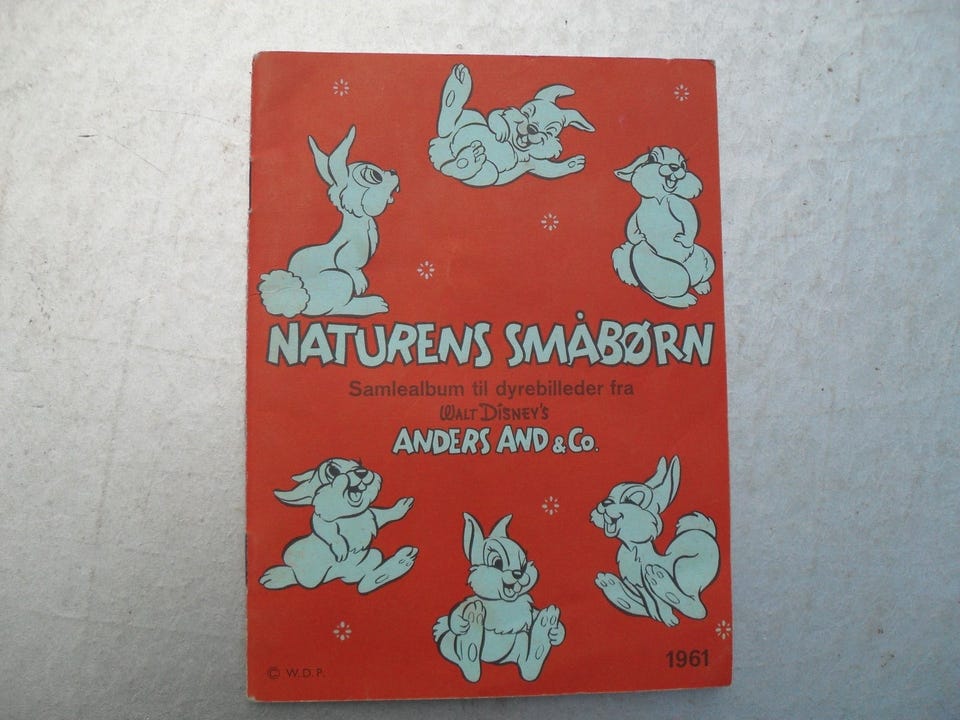 NATURENS SMÅBØRN
Samlealbum til dyrebilleder fra
WALT DISNEY'S
ANDERS AND & Co.
© W.D.P.
1961